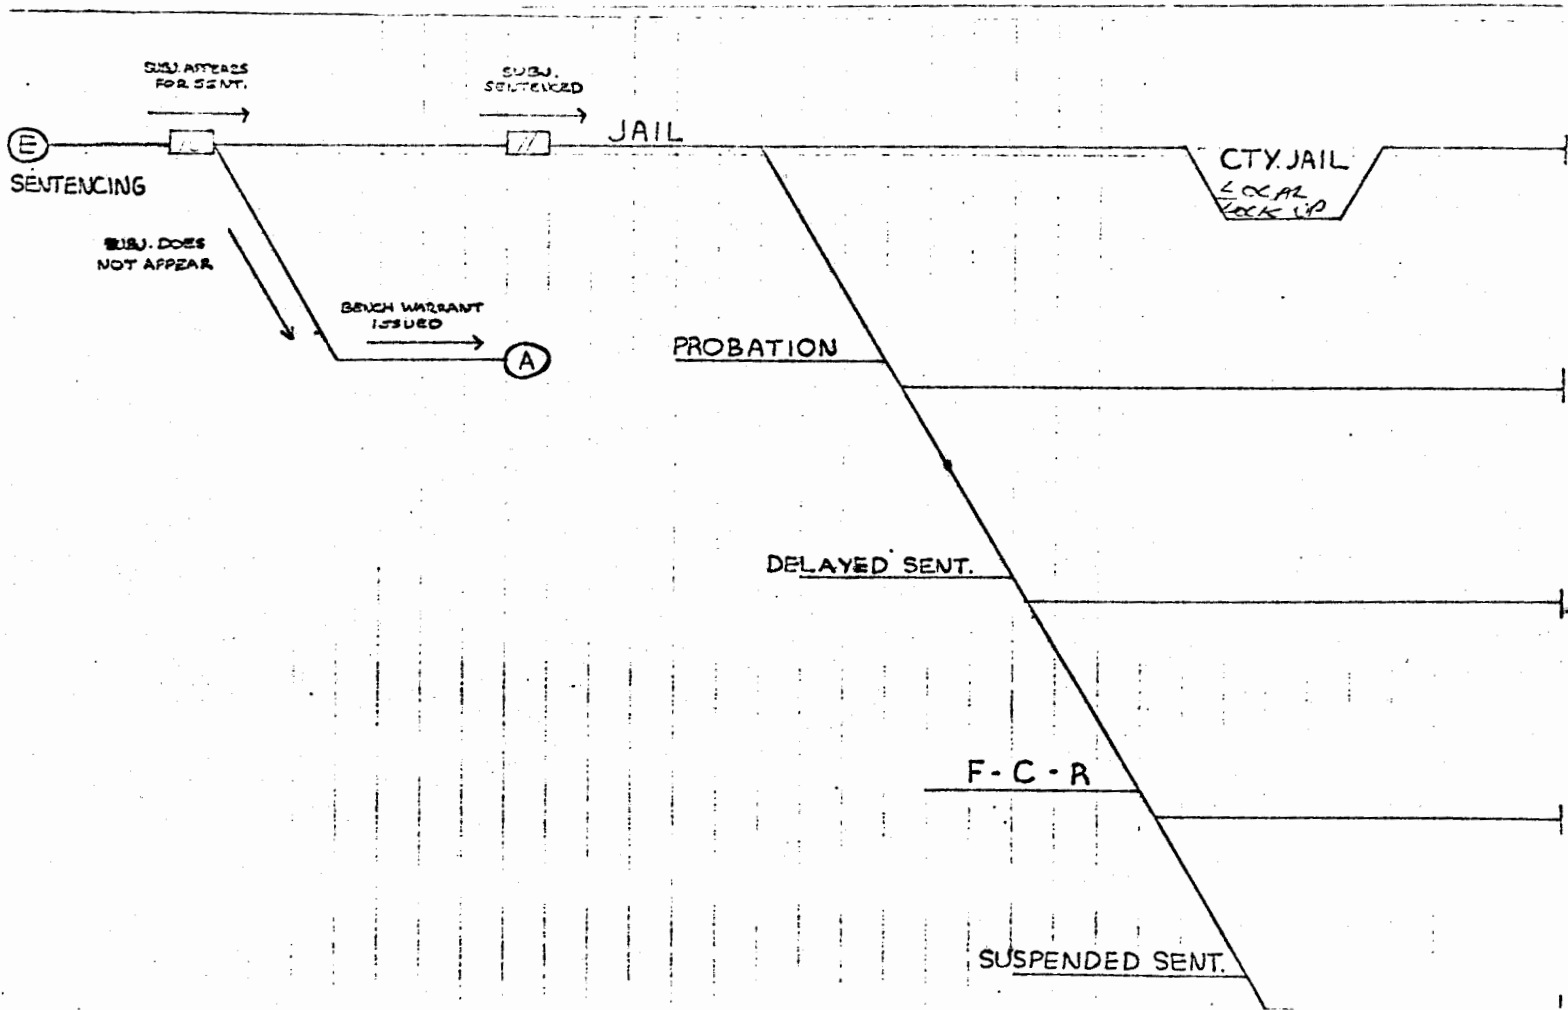 SUBJ. APPEARS
FOR SENT.
SUBJ.
SENTENCED
JAIL
E
SENTENCING
CTY. JAIL
LOCAL
LOCK UP
SUBJ. DOES
NOT APPEAR
BENCH WARRANT
ISSUED
A
PROBATION
DELAYED SENT.
F - C - R
SUSPENDED SENT.